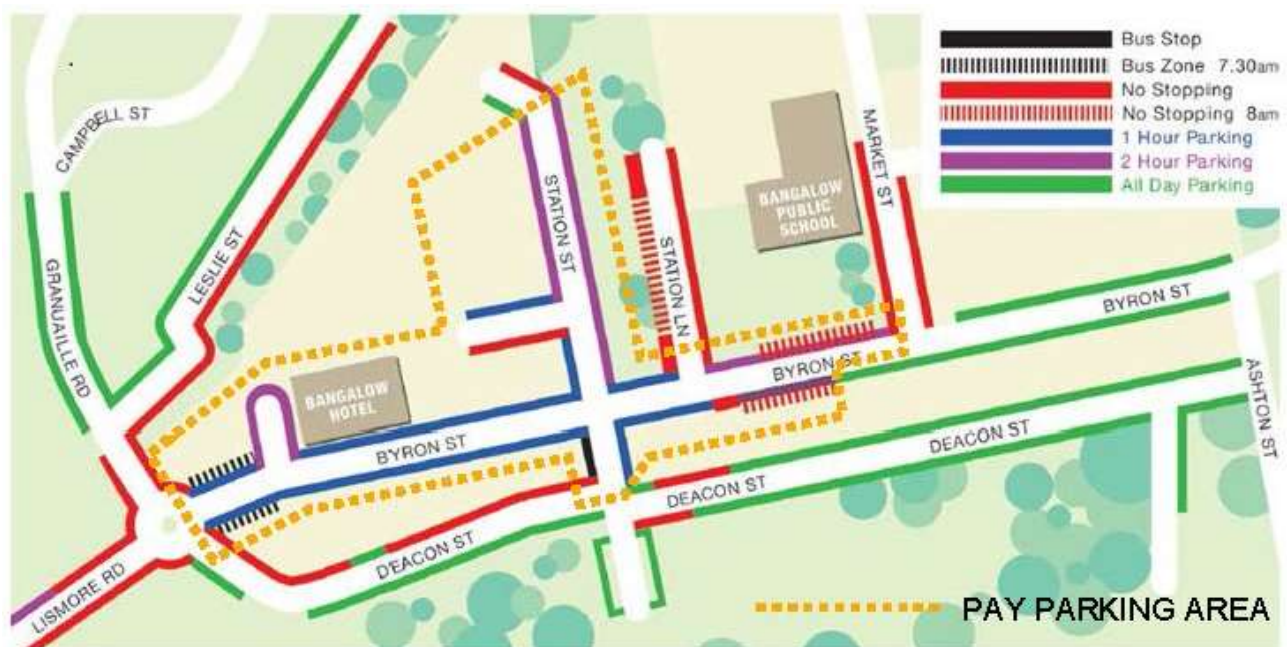 Bus Stop
Bus Zone 7.30am
No Stopping
No Stopping 8am
1 Hour Parking
2 Hour Parking
All Day Parking
CAMPBELL ST
GRANUAILLE RD
LESLIE ST
STATION ST
STATION LN
BANGALOW
PUBLIC
SCHOOL
MARKET ST
BYRON ST
BYRON ST
BANGALOW
HOTEL
BYRON ST
ASHTON ST
DEACON ST
DEACON ST
DEACON ST
LISMORE RD
PAY PARKING AREA